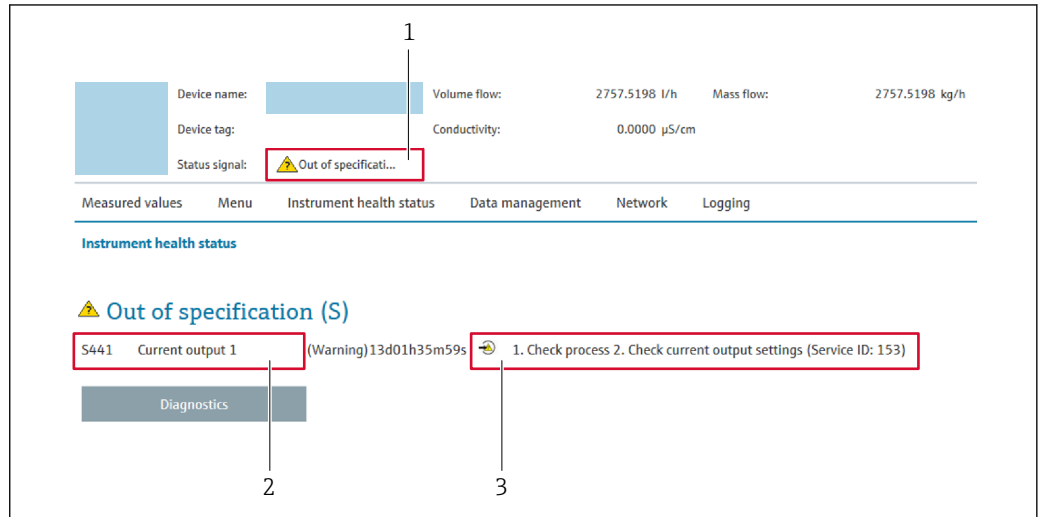 1
Device name: Volume flow: 2757.5198 l/h Mass flow: 2757.5198 kg/h
Device tag: Conductivity: 0.0000 µS/cm
Status signal: Out of specificati...
Measured values Menu Instrument health status Data management Network Logging
Instrument health status
Out of specification (S)
S441 Current output 1 (Warning)13d01h35m59s 1. Check process 2. Check current output settings (Service ID: 153)
Diagnostics
2 3